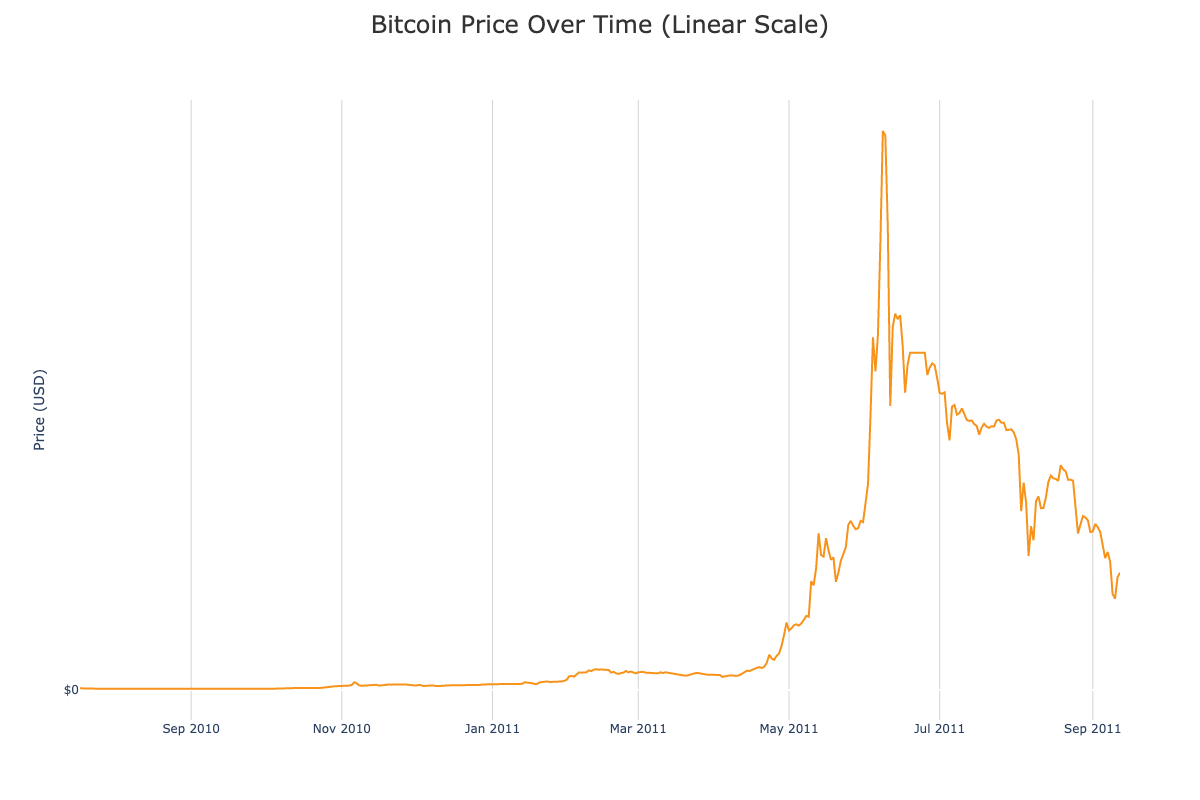 Bitcoin Price Over Time (Linear Scale)
Price (USD)
$0
Sep 2010
Nov 2010
Jan 2011
Mar 2011
May 2011
Jul 2011
Sep 2011